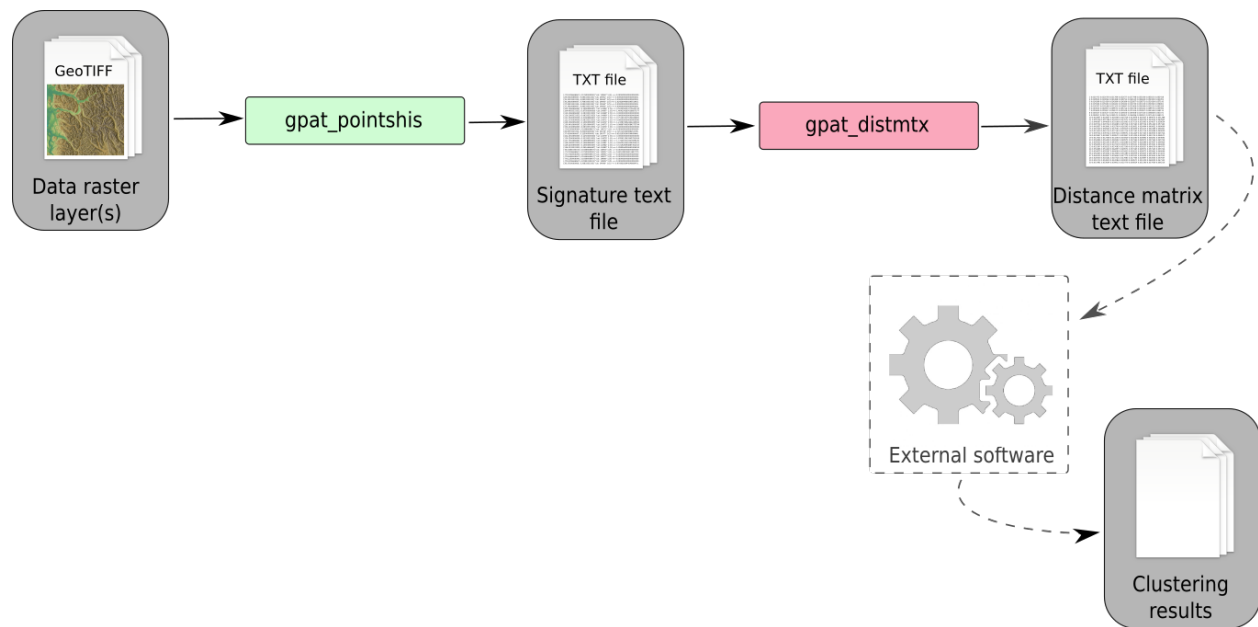 GeoTIFF
Data raster
layer(s)
gpat_pointshis
TXT file
Signature text
file
gpat_distmtx
TXT file
Distance matrix
text file
External software
Clustering
results